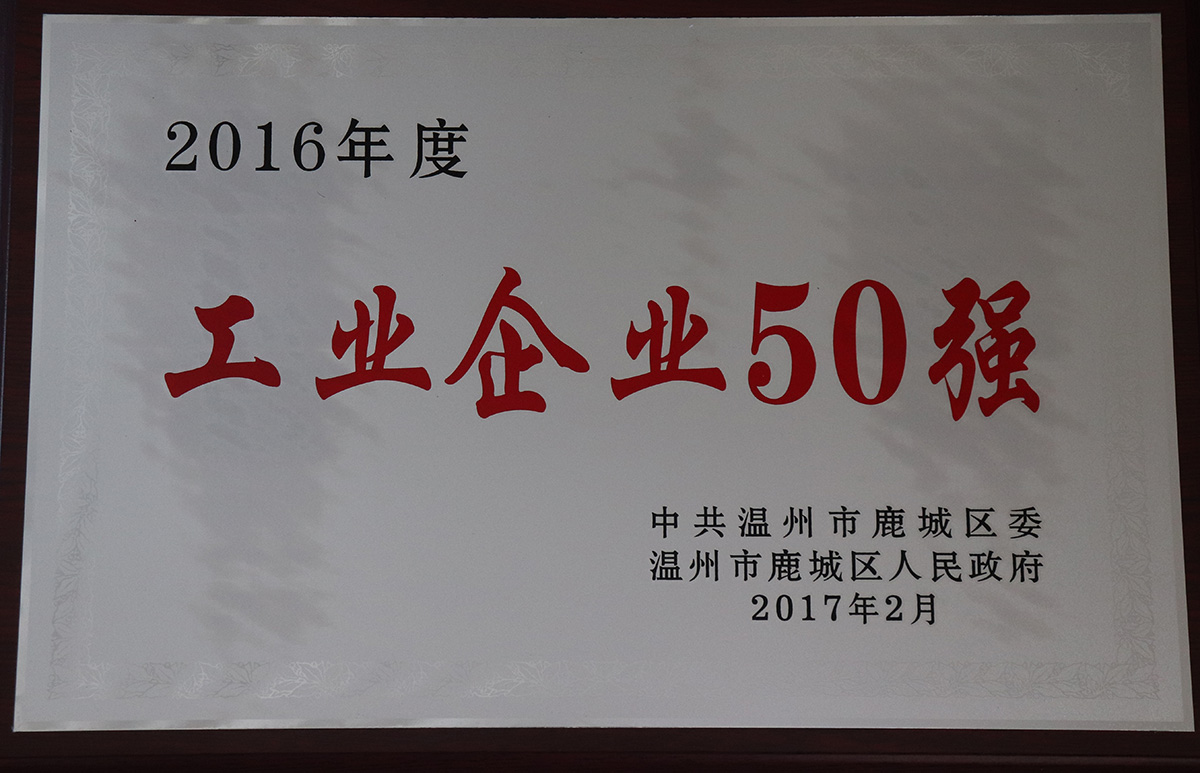 2016年度
工业企业50强
中共温州市鹿城区委
温州市鹿城区人民政府
2017年2月